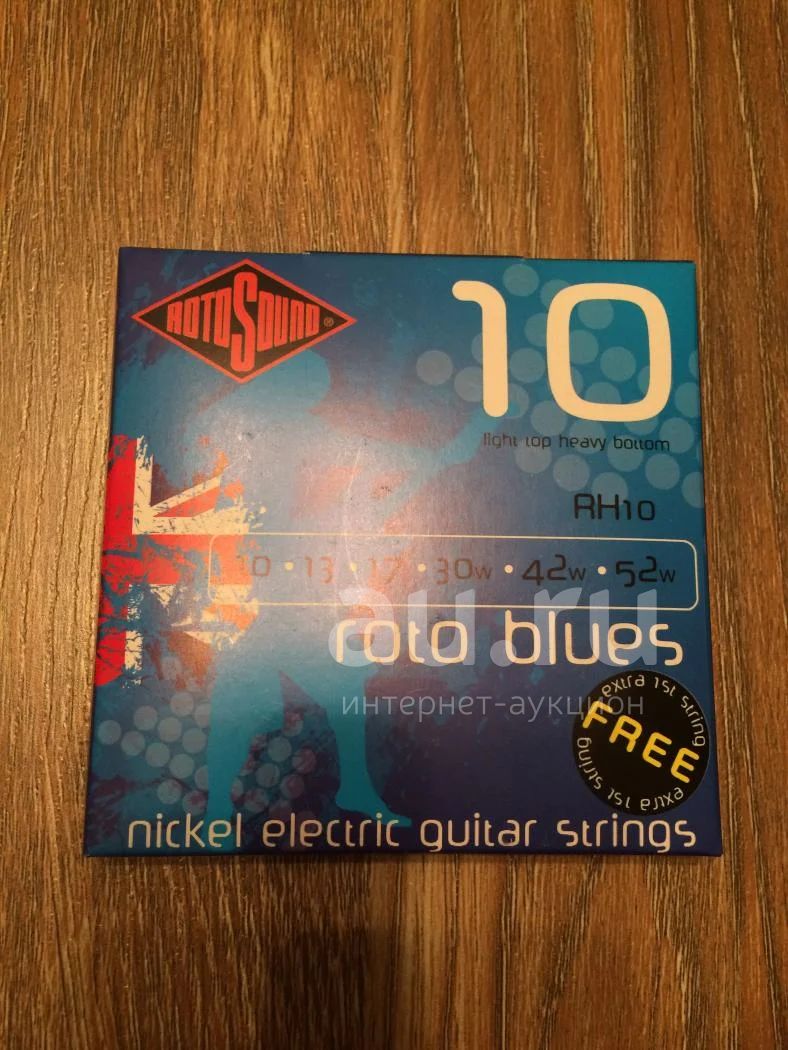 ROTOSOUND®
10
light top heavy bottom
RH10
10 • 13 • 17 • 30w • 42w • 52w
au.ru
roto blues
интернет-аукцион
extra 1st string
FREE
extra 1st string
nickel electric guitar strings